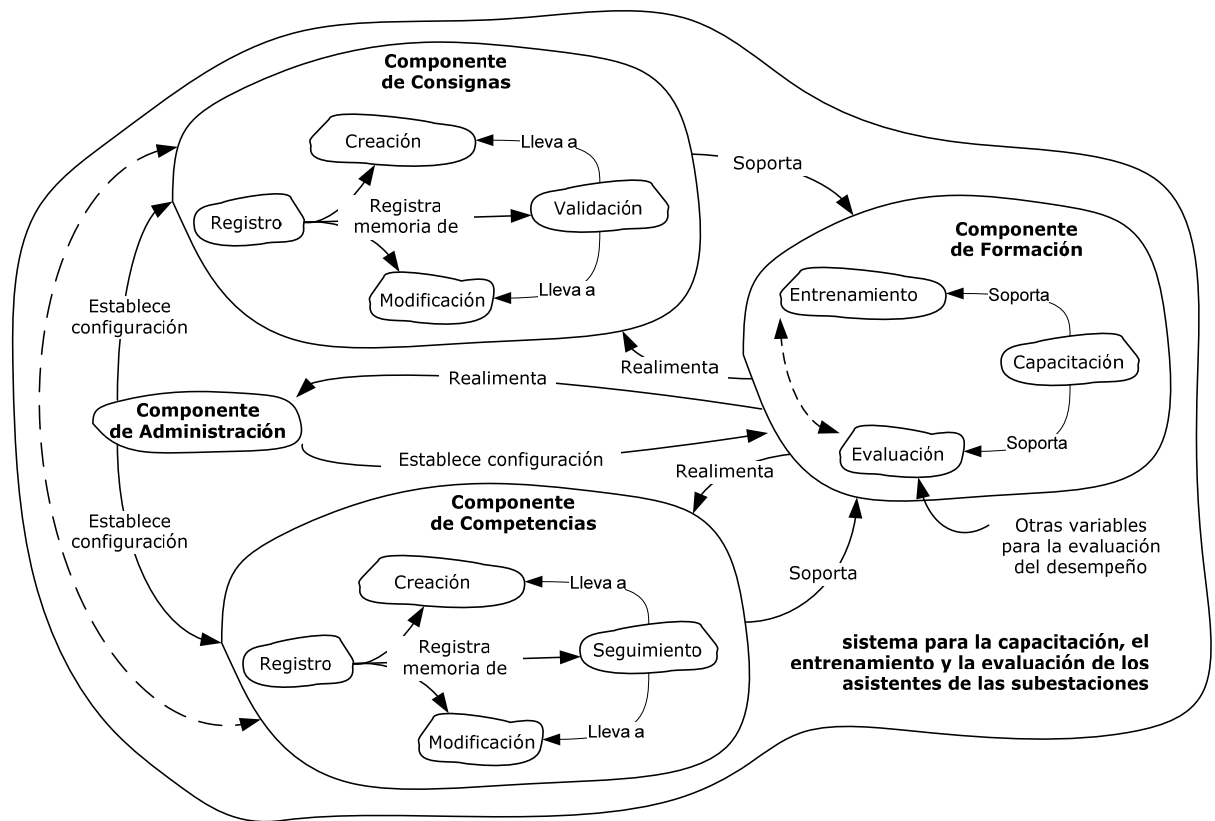 Componente
de Consignas
Creación
Lleva a
Soporta
Registro
Registra
memoria de
Validación
Modificación
Lleva a
Componente
de Formación
Entrenamiento
Soporta
Capacitación
Evaluación
Soporta
Otras variables
para la evaluación
del desempeño
Establece
configuración
Realimenta
Realimenta
Componente
de Administración
Establece configuración
Realimenta
Establece
configuración
Componente
de Competencias
Creación
Lleva a
Soporta
Registro
Registra
memoria de
Seguimiento
Modificación
Lleva a
sistema para la capacitación, el
entrenamiento y la evaluación de los
asistentes de las subestaciones